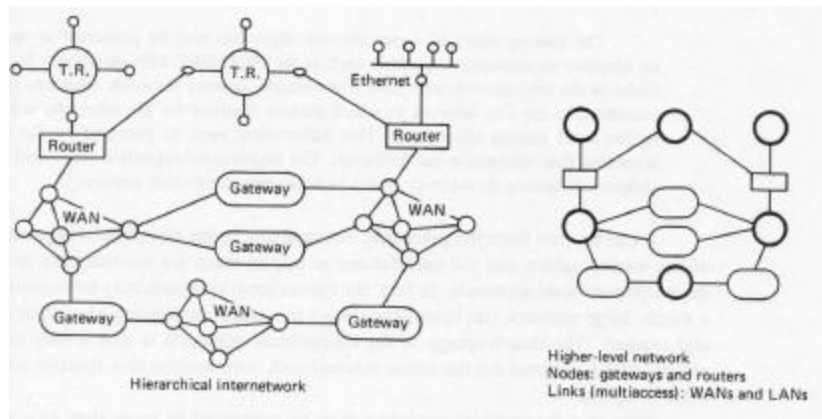 T.R.
T.R.
Ethernet
Router
Router
Gateway
WAN
WAN
Gateway
Gateway
WAN
Gateway
Hierarchical internetwork
Higher-level network
Nodes: gateways and routers
Links (multiaccess): WANs and LANs